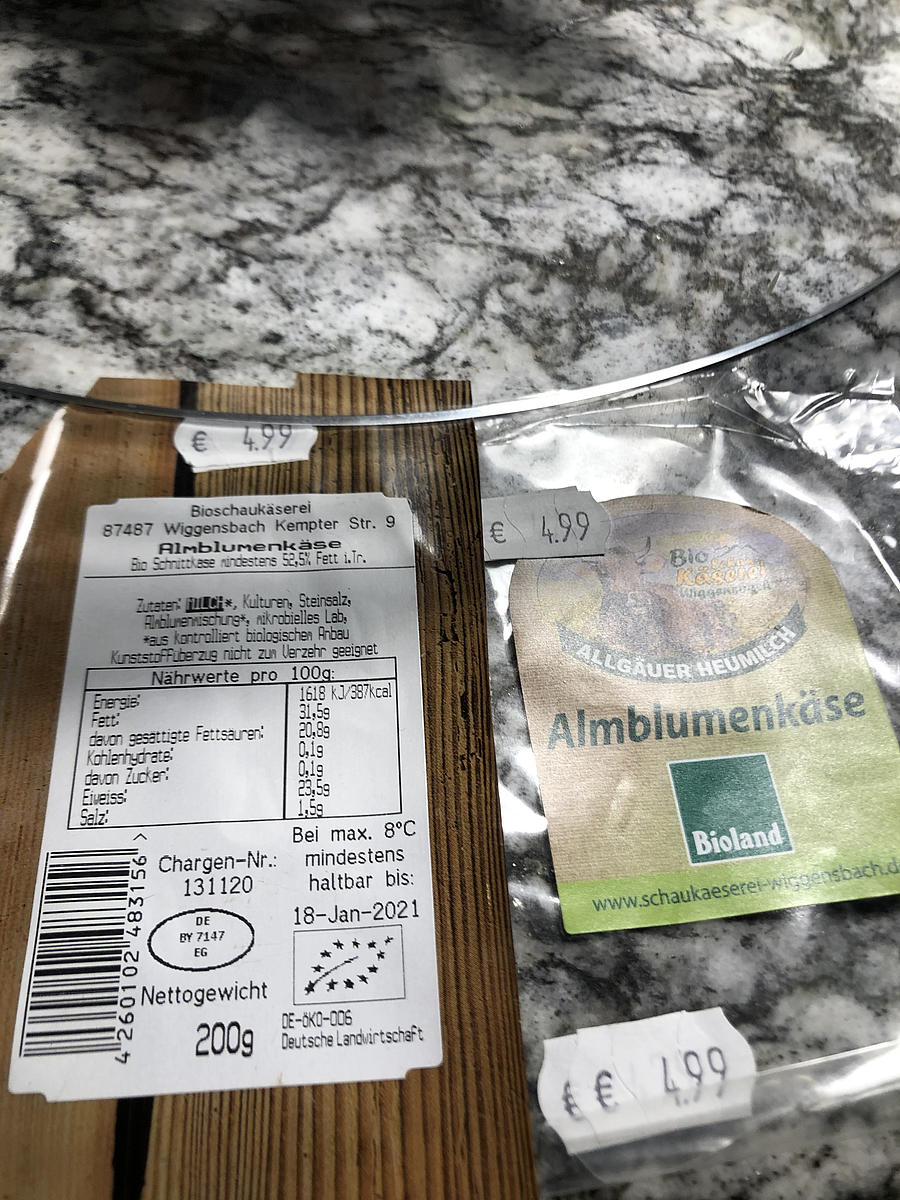 € 4.99
Bioschaukäserei
87487 Wiggensbach Kempter Str. 9
Almblumenkäse
Bio Schnittkäse mindestens 52,5% Fett i.Tr.
Zutaten: MILCH*, Kulturen, Steinsalz,
Almblumenmischung*, mikrobielles Lab,
*aus kontrolliert biologischem Anbau
Kunststoffüberzug nicht zum Verzehr geeignet
Nährwerte pro 100g:
Energie: 1618 kJ/387kcal
Fett: 31,5g
davon gesättigte Fettsauren: 20,8g
Kohlenhydrate: 0,1g
davon Zucker: 0,1g
Eiweiss: 23,5g
Salz: 1,5g
Bei max. 8°C
mindestens
haltbar bis:
18-Jan-2021
Chargen-Nr.:
131120
DE
BY 7147
EG
4 260102 483156 >
Nettogewicht
200g
DE-ÖKO-006
Deutsche Landwirtschaft
€ 4.99
Bio
Käserei
Wiggensbach
ALLGÄUER HEUMILCH
Almblumenkäse
Bioland
www.schaukaeserei-wiggensbach.de
€ € 4.99